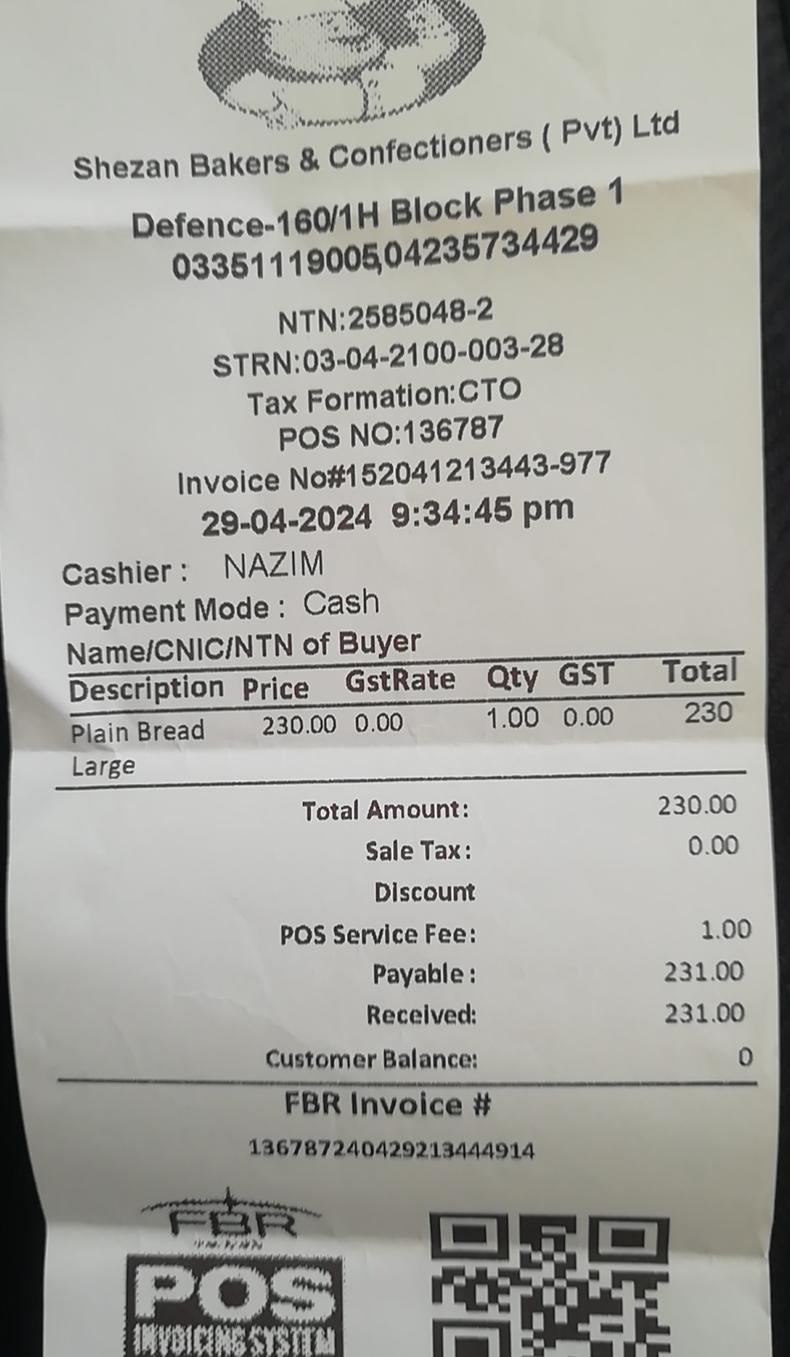 Shezan Bakers & Confectioners ( Pvt) Ltd
Defence-160/1H Block Phase 1
03351119005,04235734429
NTN:2585048-2
STRN:03-04-2100-003-28
Tax Formation:CTO
POS NO:136787
Invoice No#152041213443-977
29-04-2024 9:34:45 pm
Cashier : NAZIM
Payment Mode : Cash
Name/CNIC/NTN of Buyer
Description Price GstRate Qty GST Total
Plain Bread 230.00 0.00 1.00 0.00 230
Large
Total Amount: 230.00
Sale Tax: 0.00
Discount
POS Service Fee: 1.00
Payable : 231.00
Received: 231.00
Customer Balance: 0
FBR Invoice #
136787240429213444914
FBR
POS
INVOICING SYSTEM